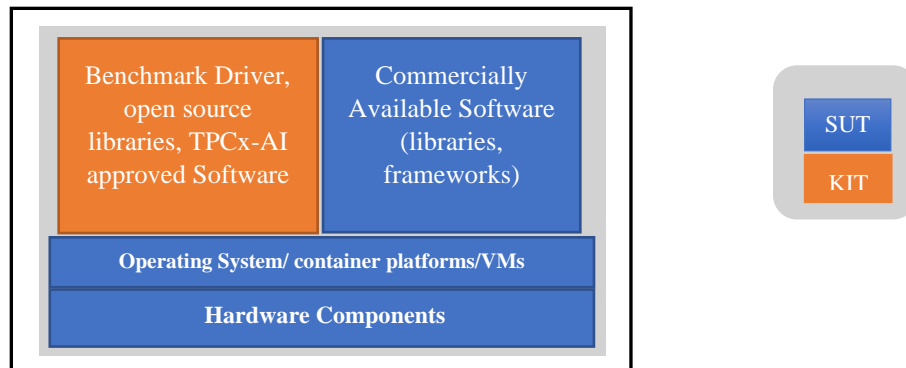 Benchmark Driver,
open source
libraries, TPCx-AI
approved Software
Commercially
Available Software
(libraries,
frameworks)
Operating System/ container platforms/VMs
Hardware Components
SUT
KIT